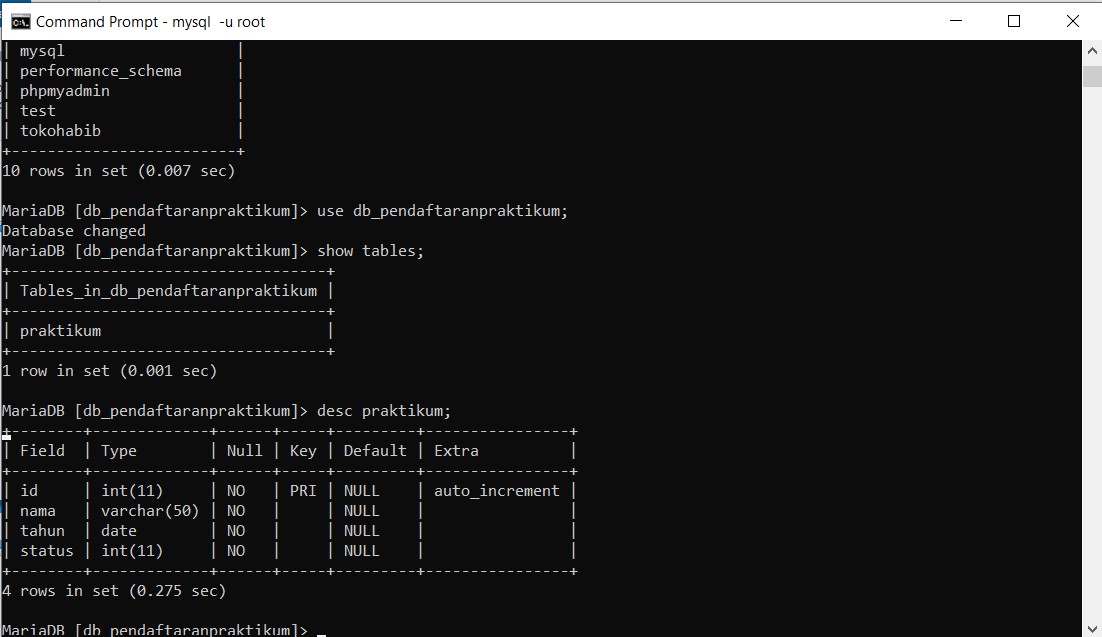 Command Prompt - mysql  -u root
| mysql                   |
| performance_schema      |
| phpmyadmin              |
| test                    |
| tokohabib               |
+-------------------------+
10 rows in set (0.007 sec)

MariaDB [db_pendaftaranpraktikum]> use db_pendaftaranpraktikum;
Database changed
MariaDB [db_pendaftaranpraktikum]> show tables;
+-----------------------------------+
| Tables_in_db_pendaftaranpraktikum |
+-----------------------------------+
| praktikum                         |
+-----------------------------------+
1 row in set (0.001 sec)

MariaDB [db_pendaftaranpraktikum]> desc praktikum;
+--------+-------------+------+-----+---------+----------------+
| Field  | Type        | Null | Key | Default | Extra          |
+--------+-------------+------+-----+---------+----------------+
| id     | int(11)     | NO   | PRI | NULL    | auto_increment |
| nama   | varchar(50) | NO   |     | NULL    |                |
| tahun  | date        | NO   |     | NULL    |                |
| status | int(11)     | NO   |     | NULL    |                |
+--------+-------------+------+-----+---------+----------------+
4 rows in set (0.275 sec)

MariaDB [db_pendaftaranpraktikum]>